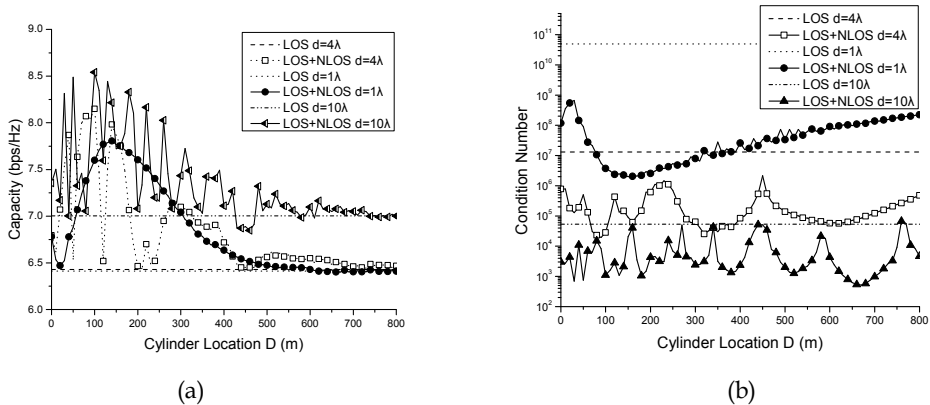 9.0
8.5
8.0
7.5
7.0
6.5
6.0
Capacity (bps/Hz)
0 100 200 300 400 500 600 700 800
Cylinder Location D (m)
LOS d=4λ
LOS+NLOS d=4λ
LOS d=1λ
LOS+NLOS d=1λ
LOS d=10λ
LOS+NLOS d=10λ
(a)
10¹²
10¹¹
10¹⁰
10⁹
10⁸
10⁷
10⁶
10⁵
10⁴
10³
10²
Condition Number
0 100 200 300 400 500 600 700 800
Cylinder Location D (m)
LOS d=4λ
LOS+NLOS d=4λ
LOS d=1λ
LOS+NLOS d=1λ
LOS d=10λ
LOS+NLOS d=10λ
(b)